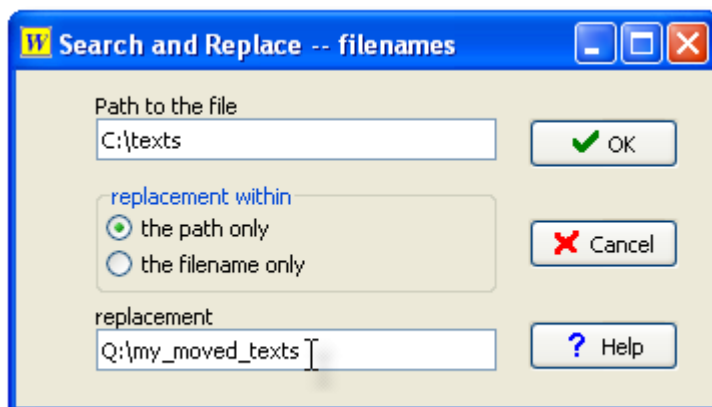 W Search and Replace -- filenames
Path to the file
C:\texts
OK
replacement within
the path only
the filename only
Cancel
replacement
Q:\my_moved_texts
? Help